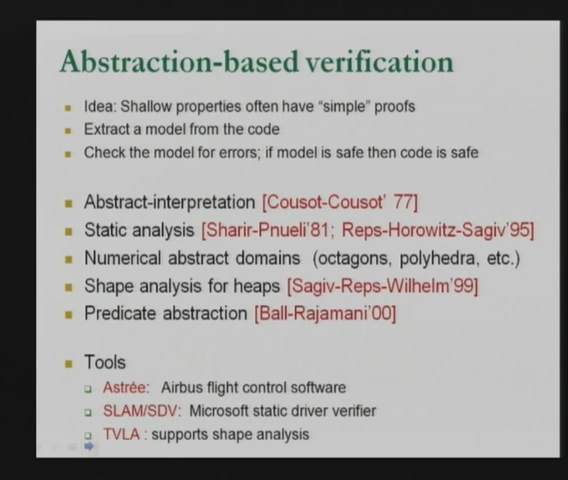 Abstraction-based verification
Idea: Shallow properties often have “simple” proofs
Extract a model from the code
Check the model for errors; if model is safe then code is safe
Abstract-interpretation [Cousot-Cousot’ 77]
Static analysis [Sharir-Pnueli’81; Reps-Horowitz-Sagiv’95]
Numerical abstract domains (octagons, polyhedra, etc.)
Shape analysis for heaps [Sagiv-Reps-Wilhelm’99]
Predicate abstraction [Ball-Rajamani’00]
Tools
Astrée: Airbus flight control software
SLAM/SDV: Microsoft static driver verifier
TVLA : supports shape analysis